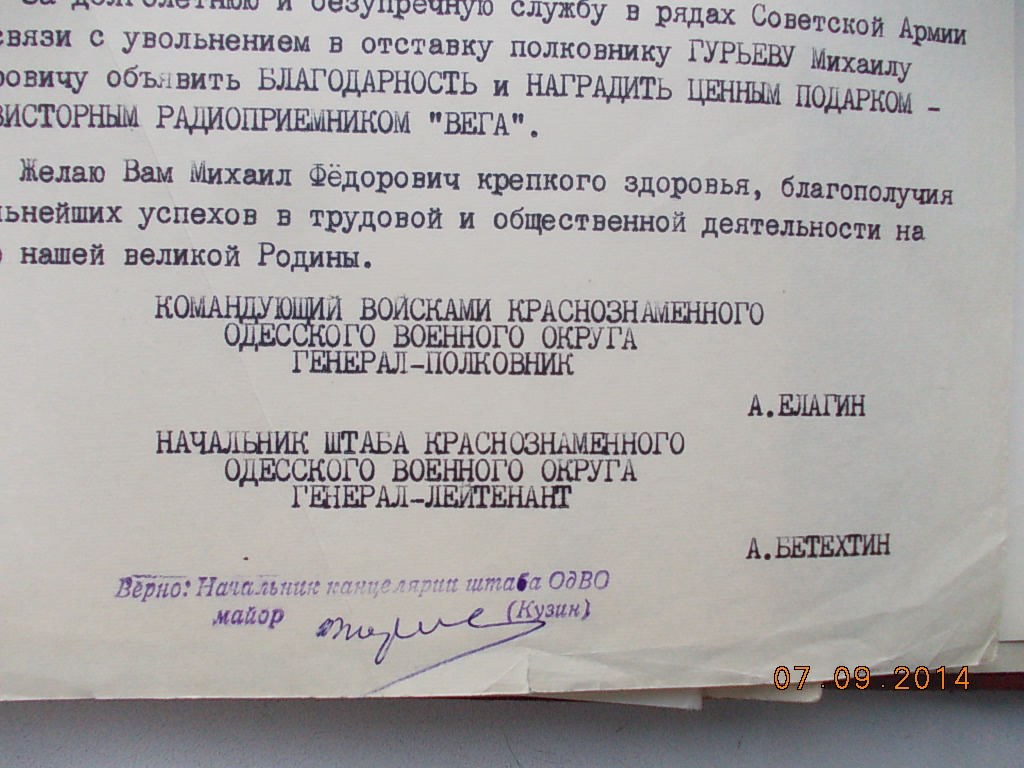 За долголетнюю и безупречную службу в рядах Советской Армии
связи с увольнением в отставку полковнику ГУРЬЕВУ Михаилу
ровичу объявить БЛАГОДАРНОСТЬ и НАГРАДИТЬ ЦЕННЫМ ПОДАРКОМ -
ЗИСТОРНЫМ РАДИОПРИЕМНИКОМ "ВЕГА".
Желаю Вам Михаил Фёдорович крепкого здоровья, благополучия
льнейших успехов в трудовой и общественной деятельности на
о нашей великой Родины.
КОМАНДУЮЩИЙ ВОЙСКАМИ КРАСНОЗНАМЕННОГО
ОДЕССКОГО ВОЕННОГО ОКРУГА
ГЕНЕРАЛ-ПОЛКОВНИК
А.ЕЛАГИН
НАЧАЛЬНИК ШТАБА КРАСНОЗНАМЕННОГО
ОДЕССКОГО ВОЕННОГО ОКРУГА
ГЕНЕРАЛ-ЛЕЙТЕНАНТ
А.БЕТЕХТИН
Верно: Начальник канцелярии штаба ОдВО
майор (Кузин)
07.09.2014